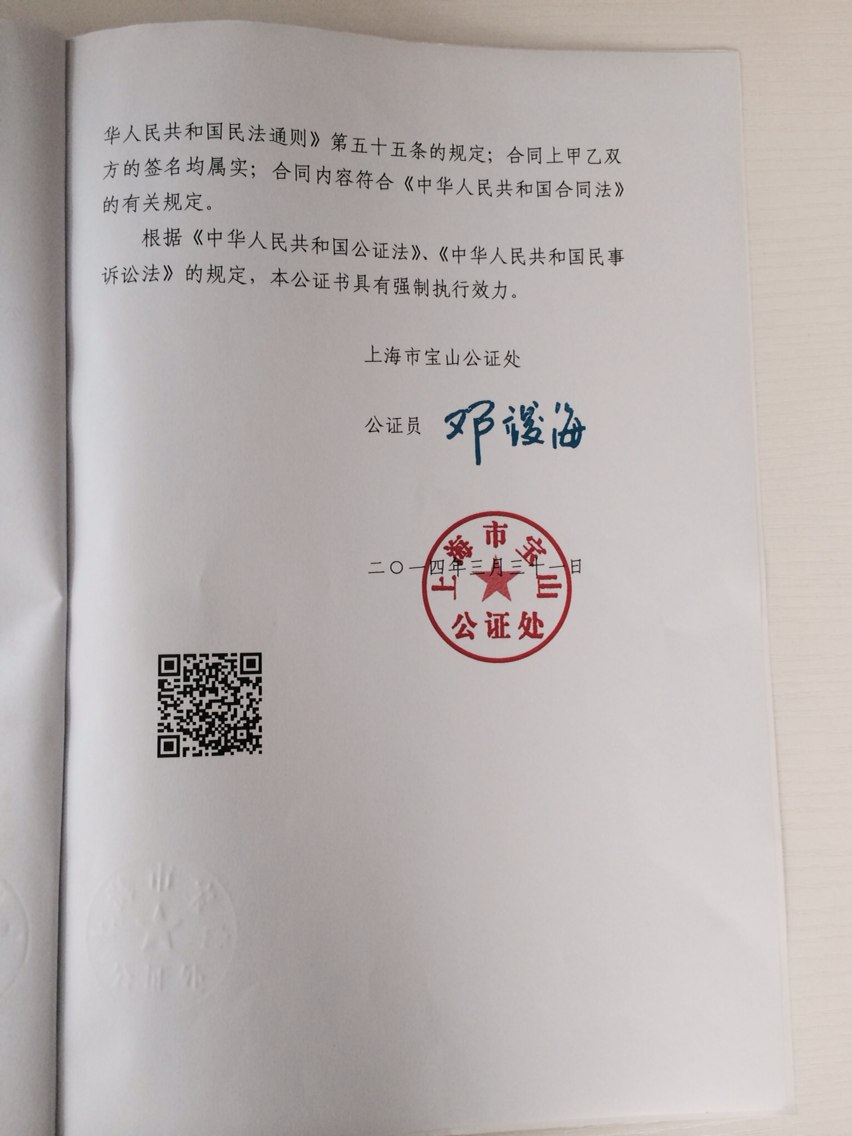 华人民共和国民法通则》第五十五条的规定；合同上甲乙双
方的签名均属实；合同内容符合《中华人民共和国合同法》
的有关规定。
根据《中华人民共和国公证法》、《中华人民共和国民事
诉讼法》的规定，本公证书具有强制执行效力。
上海市宝山公证处
公证员 邓
海
二〇一四年三月三十一日
上海市宝山
公证处
市
公证处